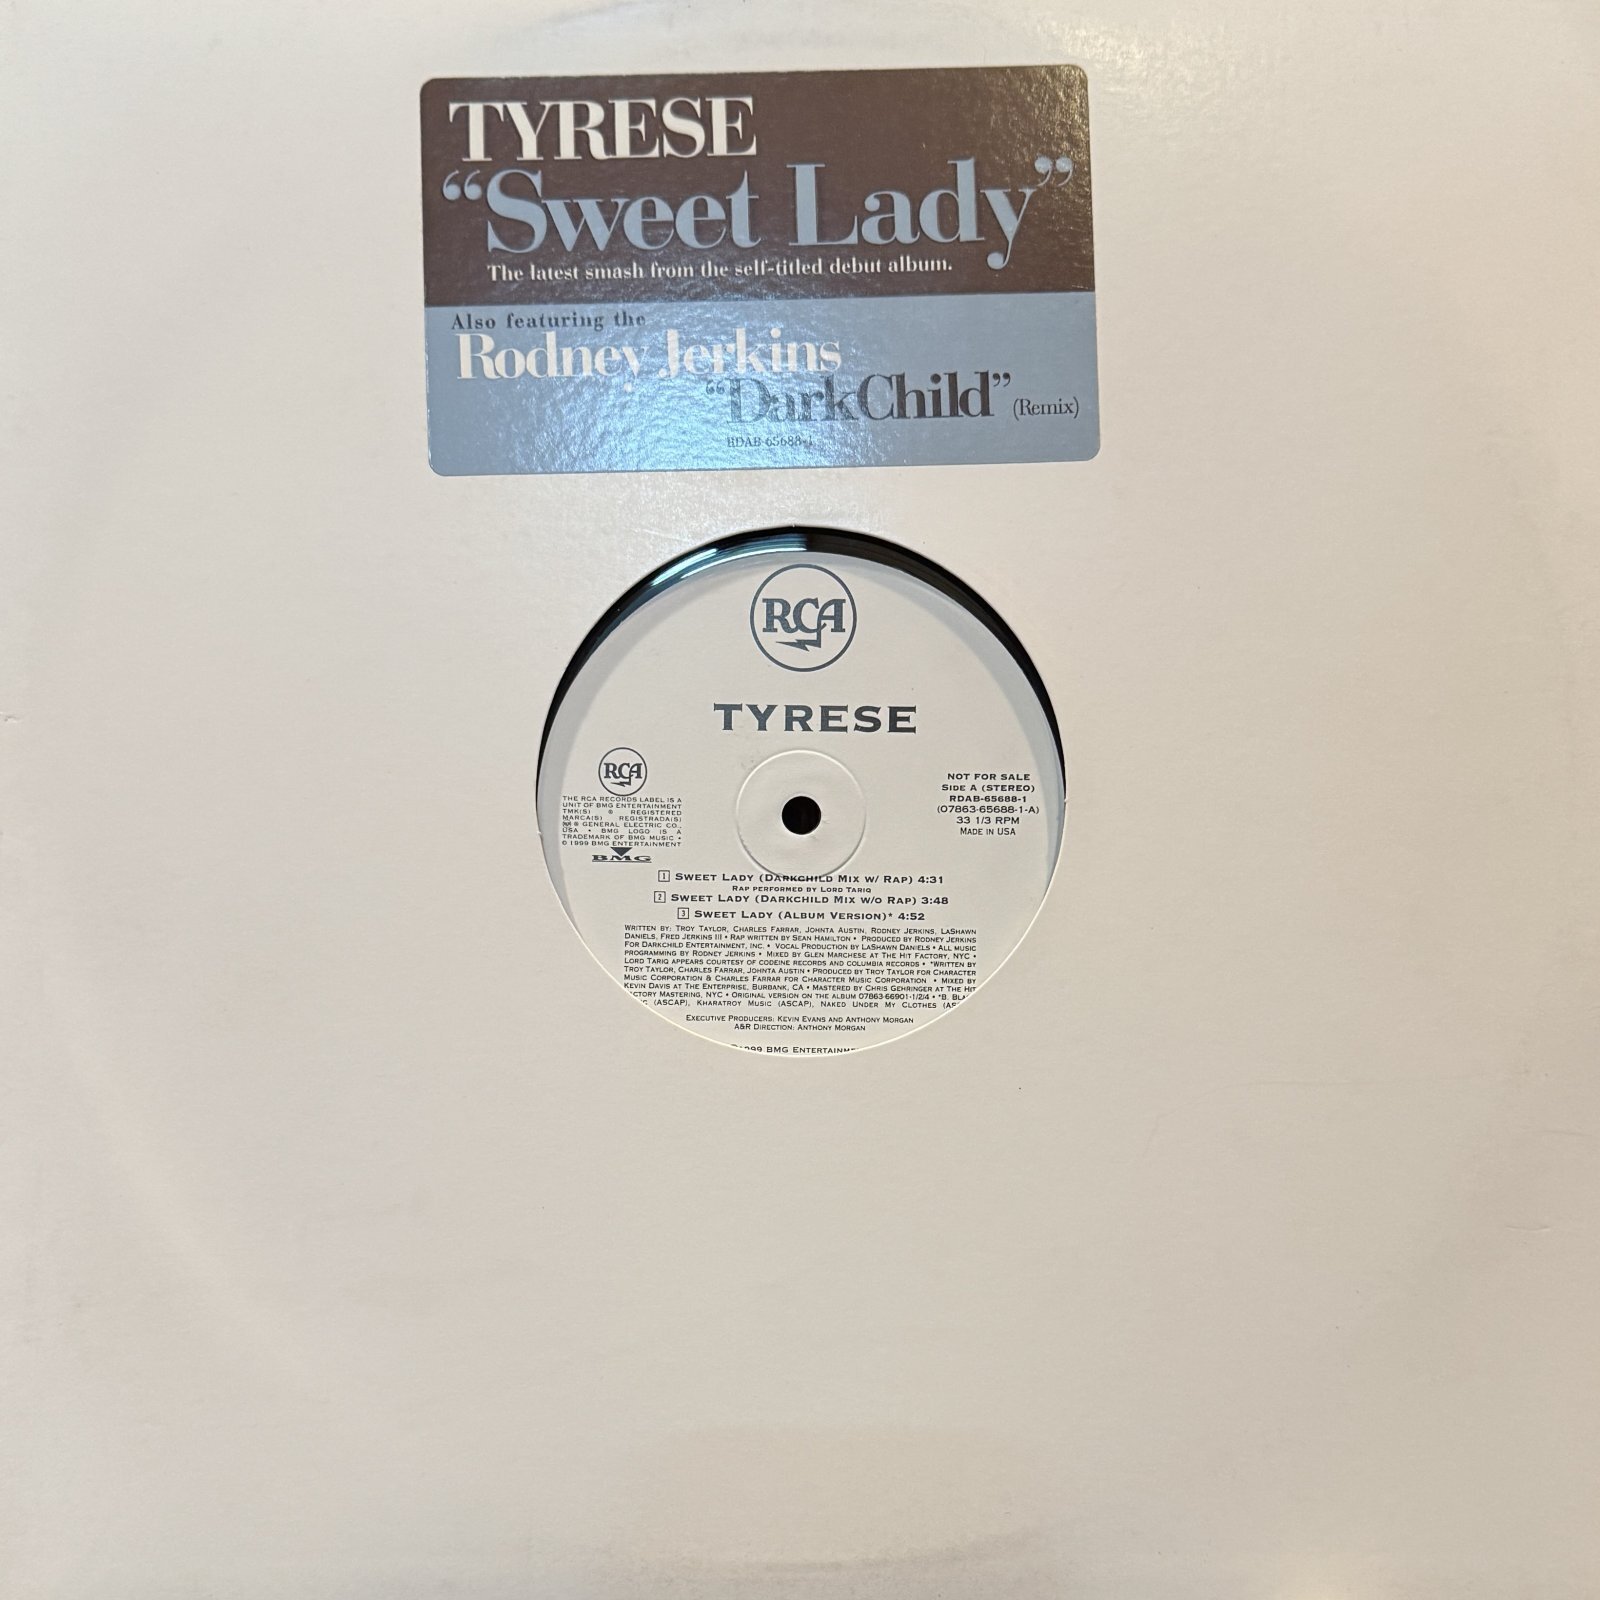 TYRESE
“Sweet Lady”
The latest smash from the self-titled debut album.
Also featuring the
Rodney Jerkins
“DarkChild” (Remix)
RDAB-65688-1
RCA
TYRESE
RCA
THE RCA RECORDS LABEL IS A
UNIT OF BMG ENTERTAINMENT
TMK(S) ® REGISTERED
MARCA(S) REGISTRADA(S)
® GENERAL ELECTRIC CO.,
USA • BMG LOGO IS A
TRADEMARK OF BMG MUSIC •
© 1999 BMG ENTERTAINMENT
BMG
NOT FOR SALE
SIDE A (STEREO)
RDAB-65688-1
(07863-65688-1-A)
33 1/3 RPM
MADE IN USA
1 SWEET LADY (DARKCHILD MIX W/ RAP) 4:31
RAP PERFORMED BY LORD TARIQ
2 SWEET LADY (DARKCHILD MIX W/O RAP) 3:48
3 SWEET LADY (ALBUM VERSION)* 4:52
WRITTEN BY: TROY TAYLOR, CHARLES FARRAR, JOHNTA AUSTIN, RODNEY JERKINS, LASHAWN
DANIELS, FRED JERKINS III • RAP WRITTEN BY SEAN HAMILTON • PRODUCED BY RODNEY JERKINS
FOR DARKCHILD ENTERTAINMENT, INC. • VOCAL PRODUCTION BY LASHAWN DANIELS • ALL MUSIC
PROGRAMMING BY RODNEY JERKINS • MIXED BY GLEN MARCHESE AT THE HIT FACTORY, NYC •
LORD TARIQ APPEARS COURTESY OF CODEINE RECORDS AND COLUMBIA RECORDS • *WRITTEN BY
TROY TAYLOR, CHARLES FARRAR, JOHNTA AUSTIN • PRODUCED BY TROY TAYLOR FOR CHARACTER
MUSIC CORPORATION & CHARLES FARRAR FOR CHARACTER MUSIC CORPORATION • MIXED BY
KEVIN DAVIS AT THE ENTERPRISE, BURBANK, CA • MASTERED BY CHRIS GEHRINGER AT THE HIT
CTORY MASTERING, NYC • ORIGINAL VERSION ON THE ALBUM 07863-66901-1/2/4 • *B. BLA
(ASCAP), KHARATROY MUSIC (ASCAP), NAKED UNDER MY CLOTHES (AS
EXECUTIVE PRODUCERS: KEVIN EVANS AND ANTHONY MORGAN
A&R DIRECTION: ANTHONY MORGAN
1999 BMG ENTERTAINME